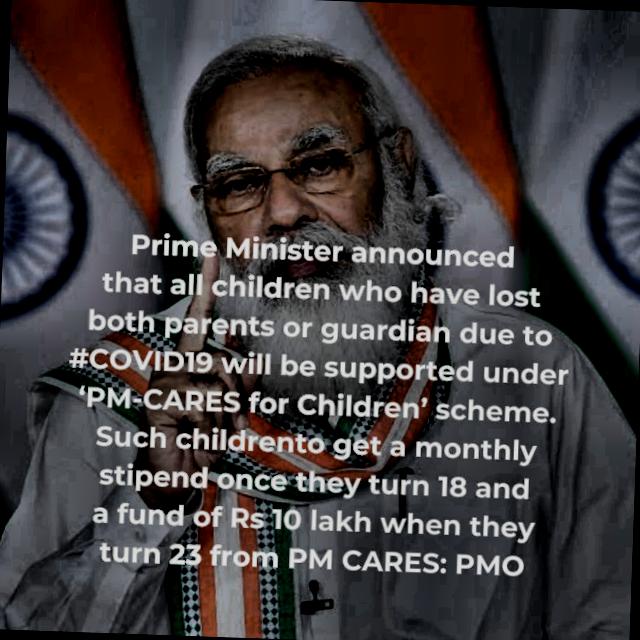 Prime Minister announced
that all children who have lost
both parents or guardian due to
#COVID19 will be supported under
‘PM-CARES for Children’ scheme.
Such childrento get a monthly
stipend once they turn 18 and
a fund of Rs 10 lakh when they
turn 23 from PM CARES: PMO